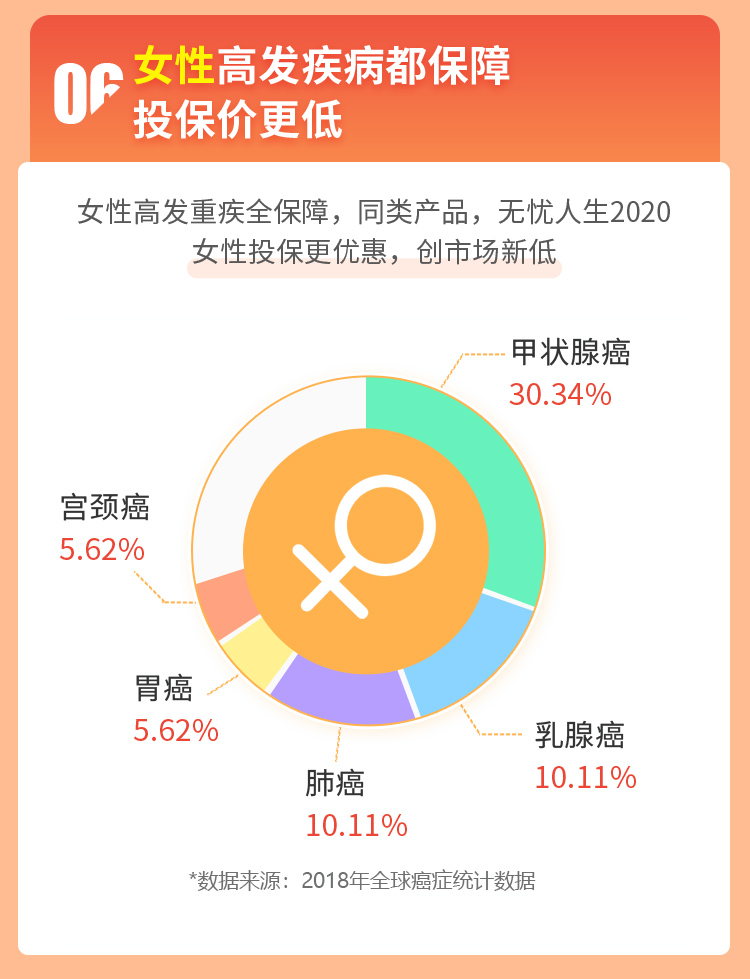 06
女性高发疾病都保障
投保价更低
女性高发重疾全保障，同类产品，无忧人生2020
女性投保更优惠，创市场新低
甲状腺癌
30.34%
宫颈癌
5.62%
胃癌
5.62%
乳腺癌
10.11%
肺癌
10.11%
*数据来源：2018年全球癌症统计数据